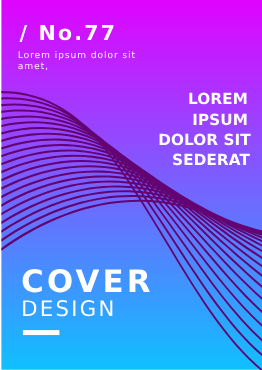 / No.77
Lorem ipsum dolor sit
amet,
LOREM
IPSUM
DOLOR SIT
SEDERAT
COVER
DESIGN